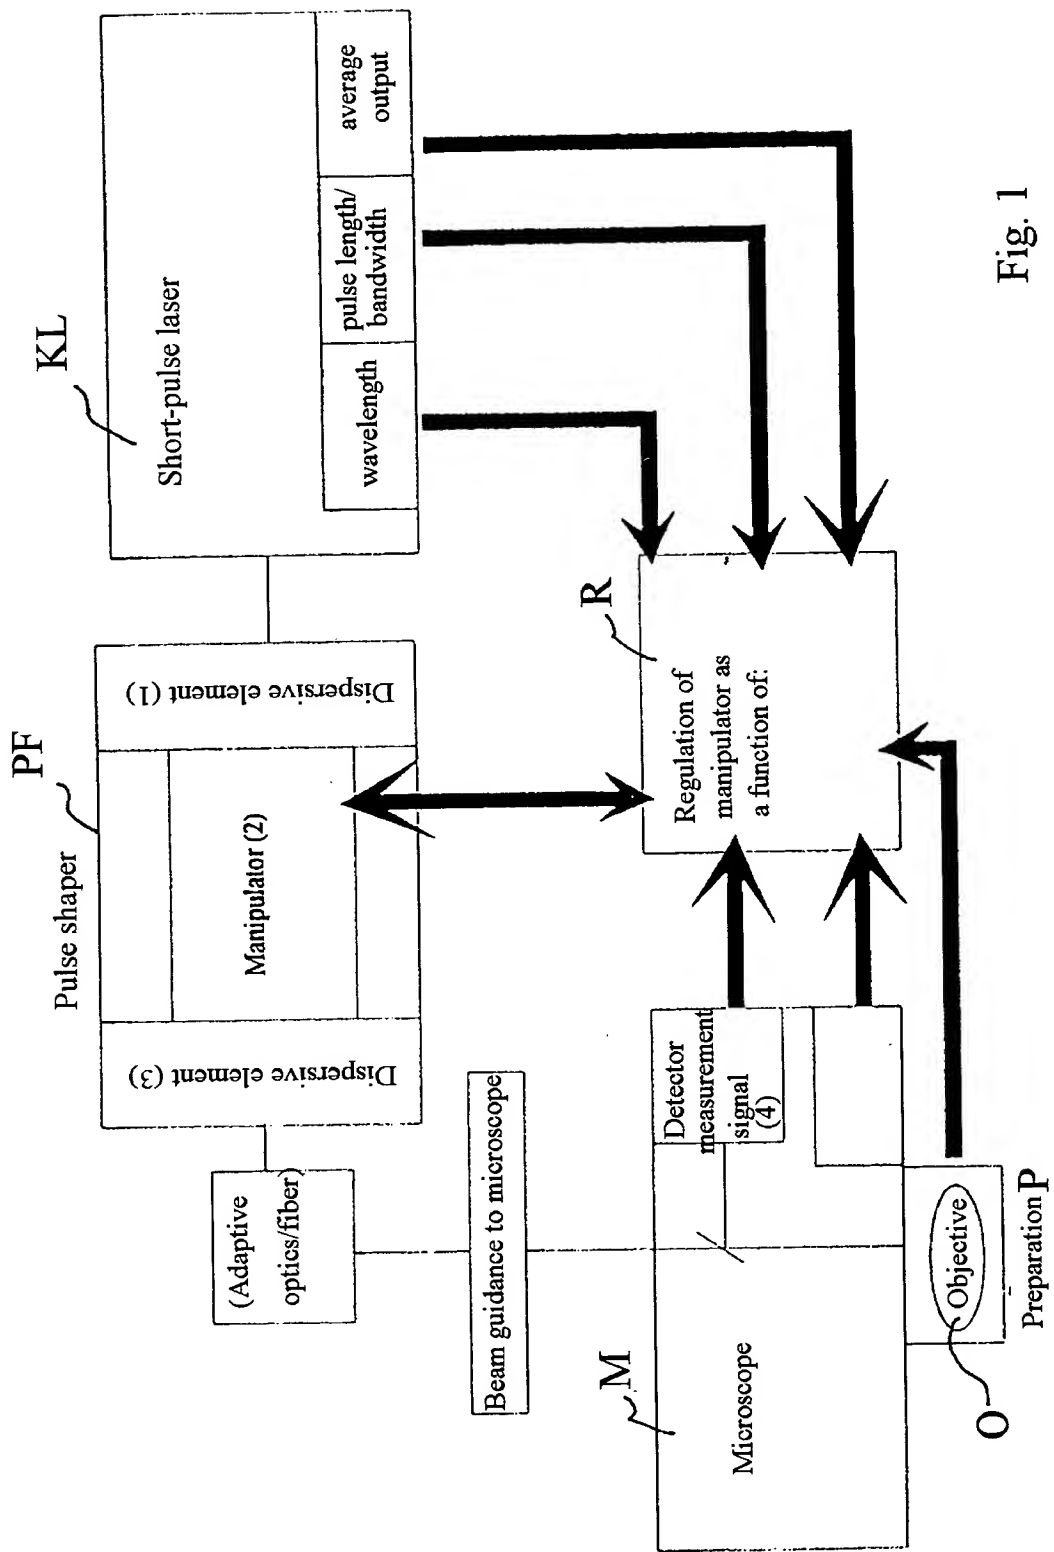 KL
Short-pulse laser
wavelength
pulse length/
bandwidth
average
output
PF
Pulse shaper
Dispersive element (1)
Manipulator (2)
Dispersive element (3)
(Adaptive
optics/fiber)
Beam guidance to microscope
R
Regulation of
manipulator as
a function of:
M
Microscope
Detector
measurement
signal
(4)
Objective
O
Preparation P
Fig. 1